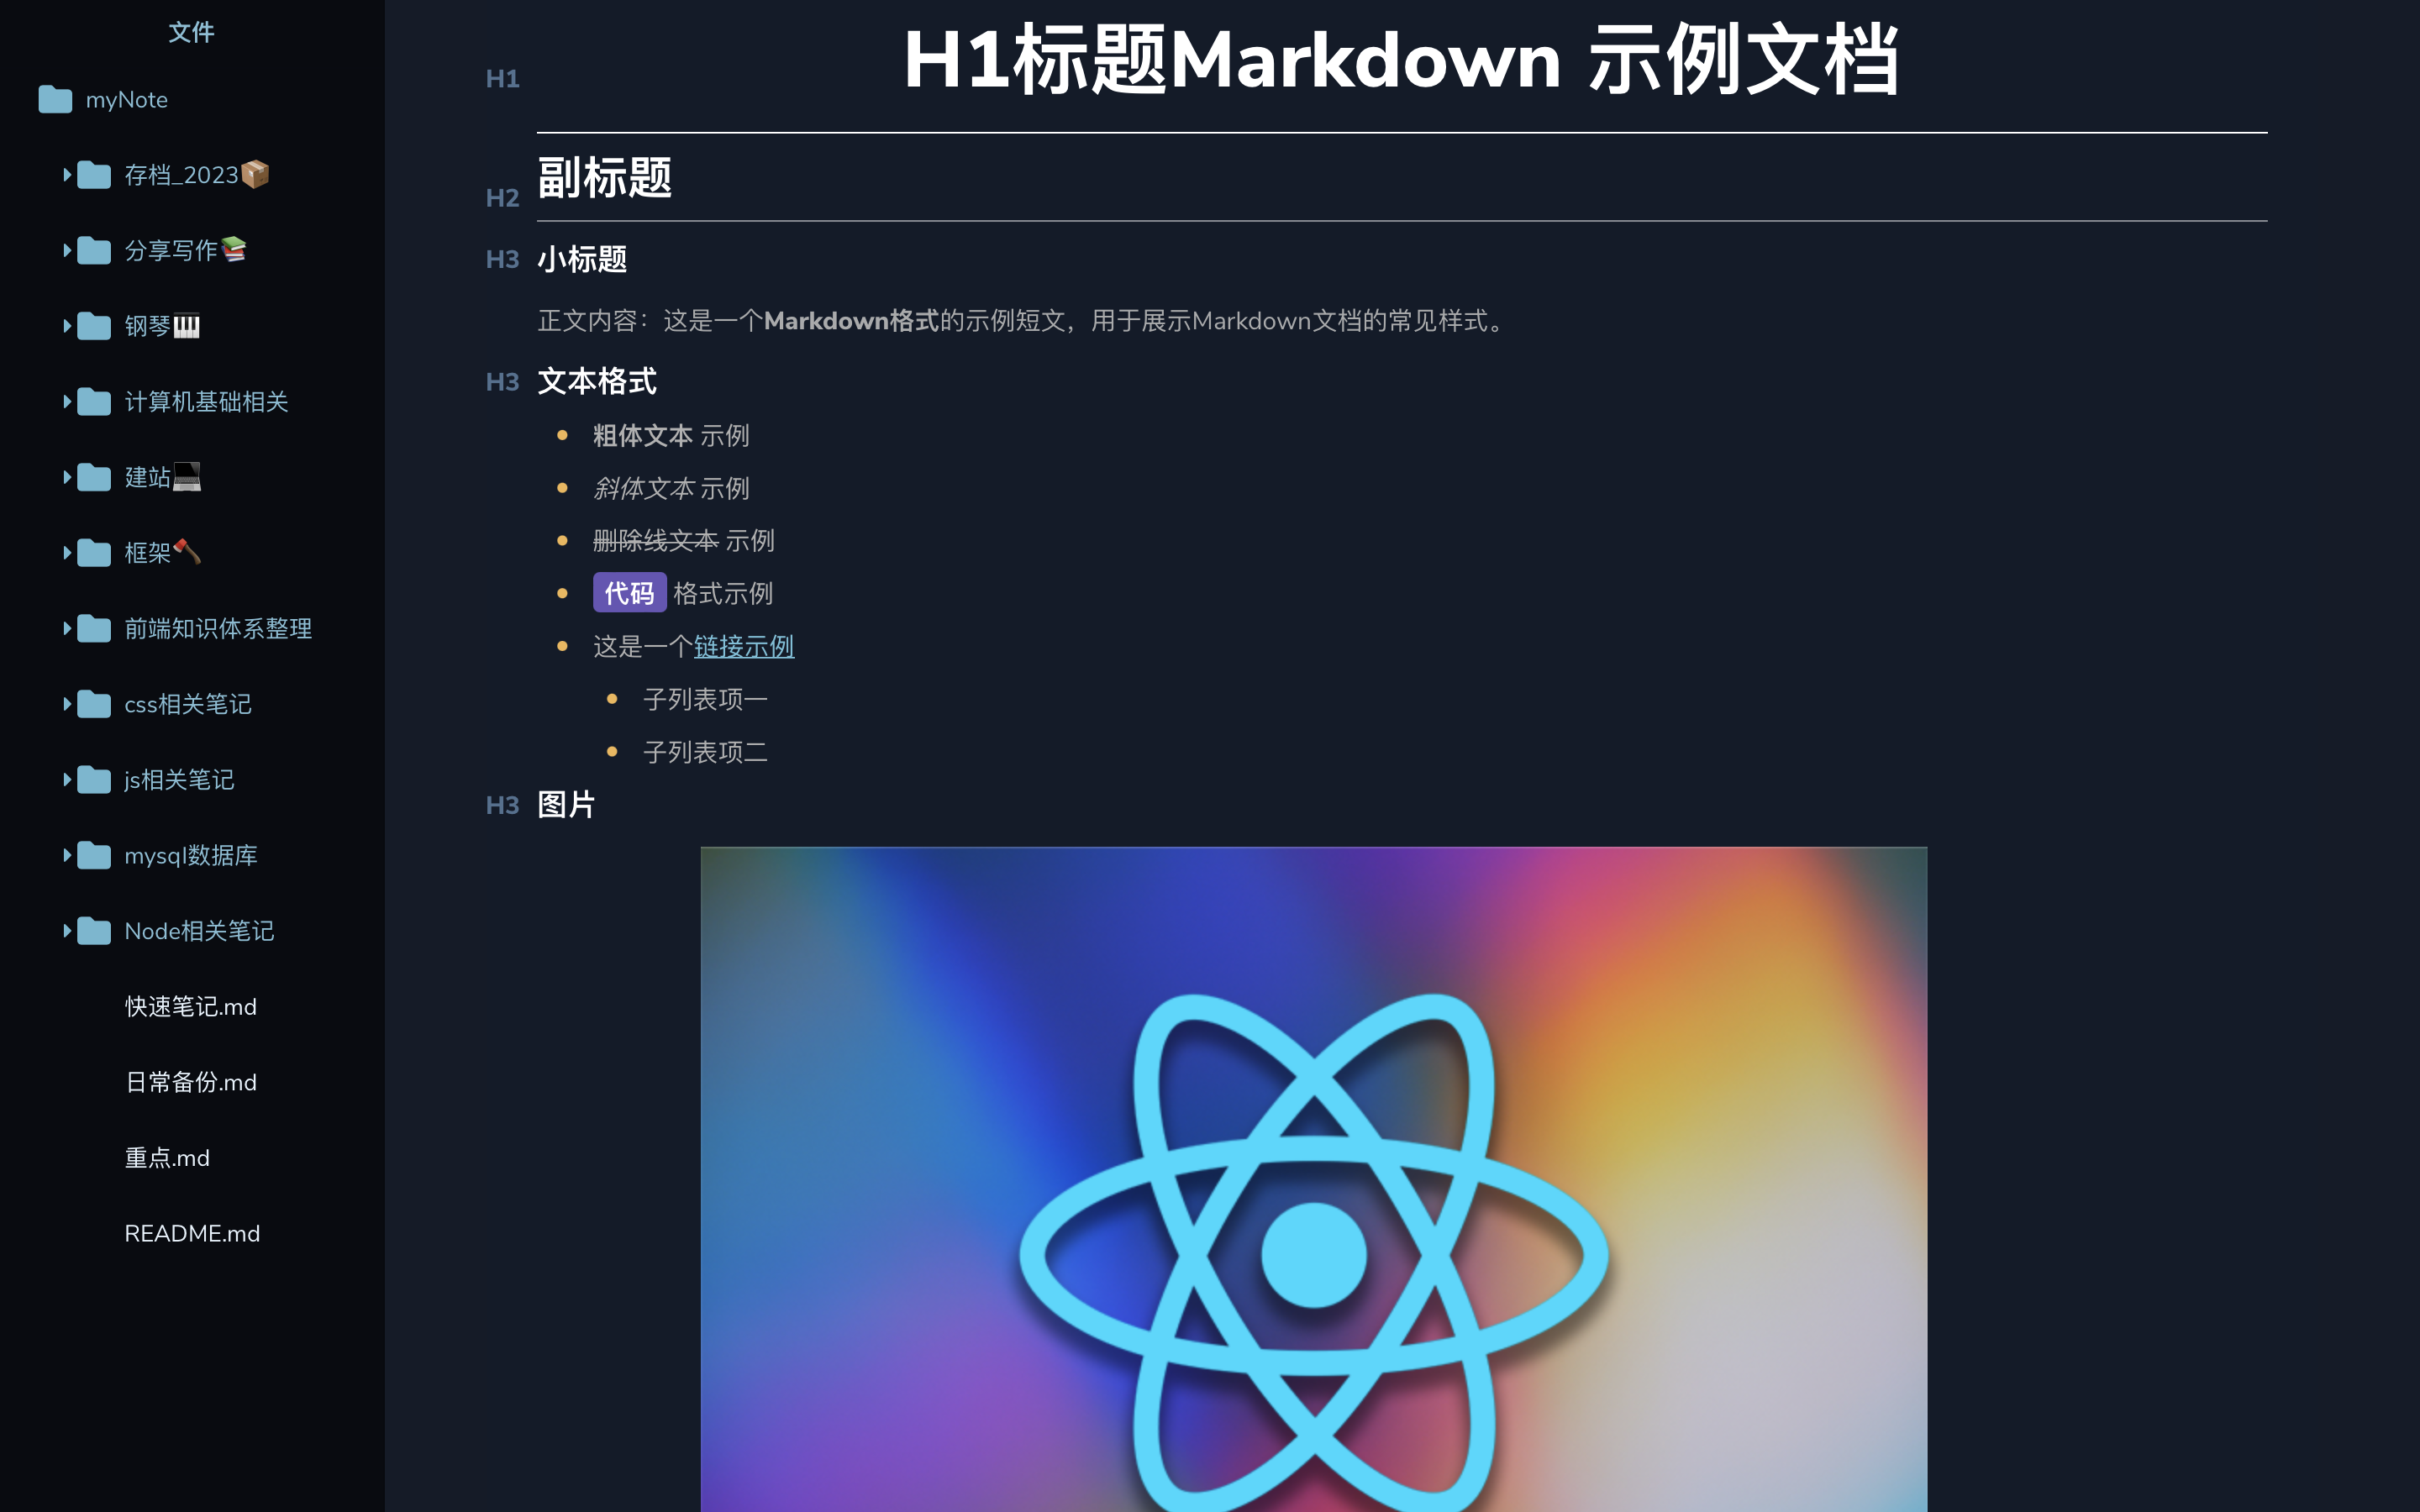 文件
myNote
存档_2023📦
分享写作📚
钢琴🎹
计算机基础相关
建站💻
框架🪓
前端知识体系整理
css相关笔记
js相关笔记
mysql数据库
Node相关笔记
快速笔记.md
日常备份.md
重点.md
README.md
H1 H1标题Markdown 示例文档
H2 副标题
H3 小标题
正文内容：这是一个Markdown格式的示例短文，用于展示Markdown文档的常见样式。
H3 文本格式
粗体文本 示例
斜体文本 示例
删除线文本 示例
代码 格式示例
这是一个链接示例
子列表项一
子列表项二
H3 图片